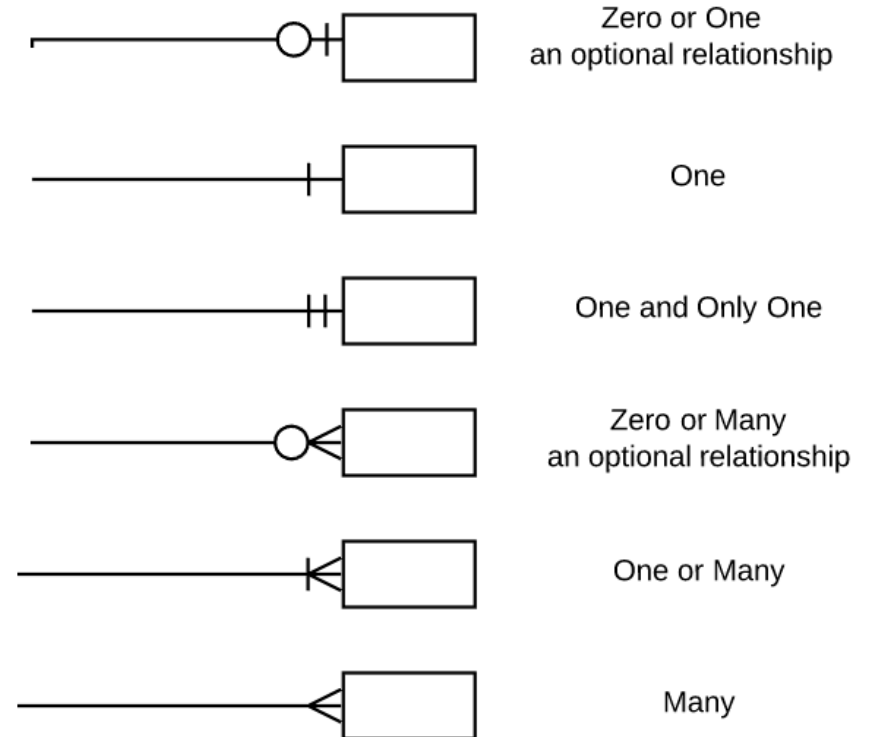 Zero or One
an optional relationship
One
One and Only One
Zero or Many
an optional relationship
One or Many
Many